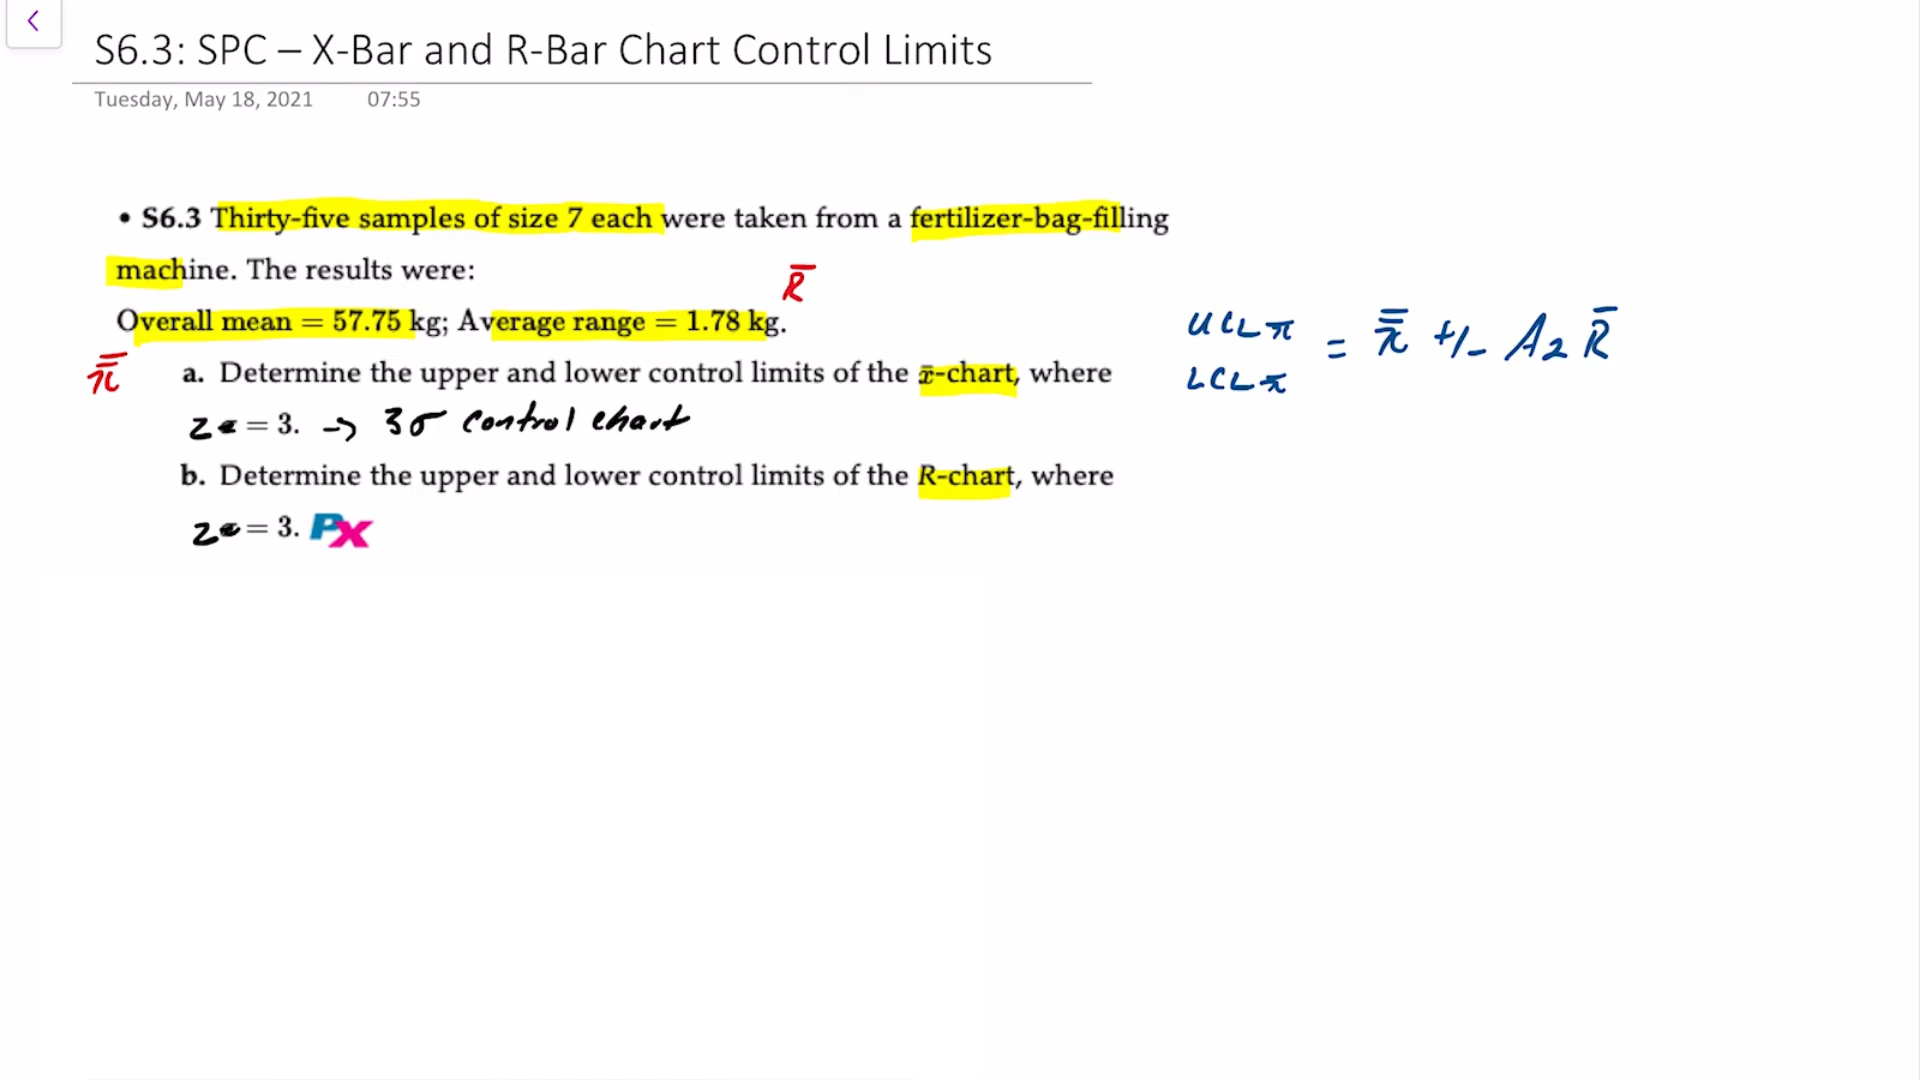 S6.3: SPC – X-Bar and R-Bar Chart Control Limits
Tuesday, May 18, 2021 07:55
• S6.3 Thirty-five samples of size 7 each were taken from a fertilizer-bag-filling
machine. The results were:
R̄
Overall mean = 57.75 kg; Average range = 1.78 kg.
x̿
a. Determine the upper and lower control limits of the x̄-chart, where
z = 3. → 3σ control chart
b. Determine the upper and lower control limits of the R-chart, where
z = 3. PX
UCLx̄
LCLx̄
= x̿ +/- A₂ R̄